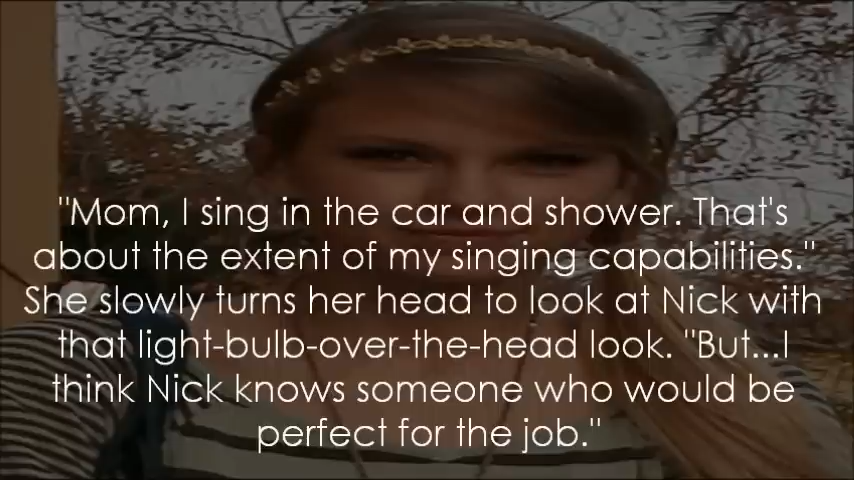 "Mom, I sing in the car and shower. That's
about the extent of my singing capabilities."
She slowly turns her head to look at Nick with
that light-bulb-over-the-head look. "But...I
think Nick knows someone who would be
perfect for the job."